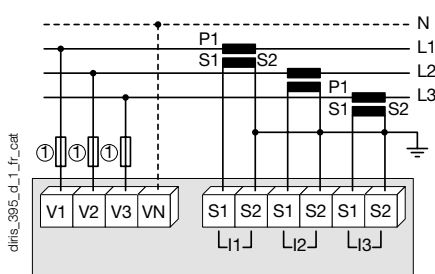 N
P1
L1
S1 S2
L2
P1
L3
S1 S2
① ① ①
V1 V2 V3 VN S1 S2 S1 S2 S1 S2
I1 I2 I3
diris_395_d_1_fr_cat